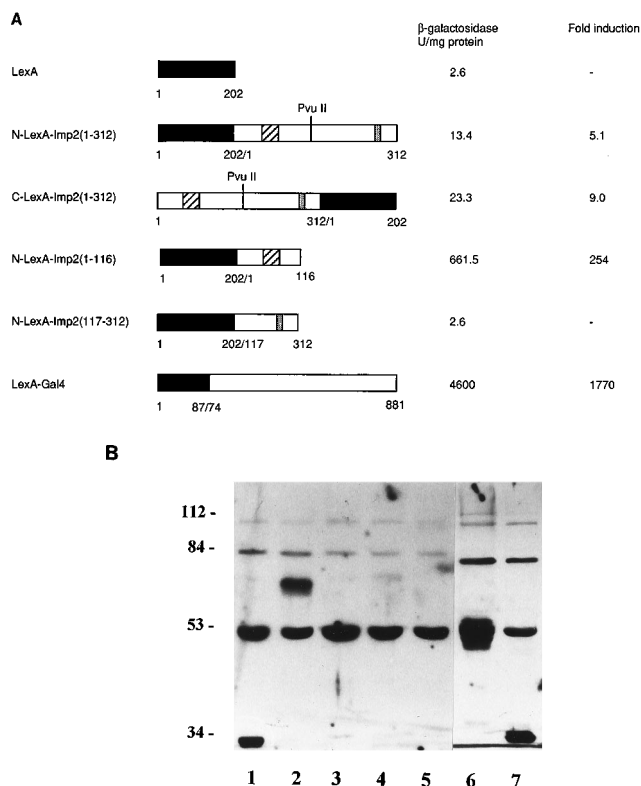 A
β-galactosidase Fold induction
U/mg protein
LexA 2.6 -
1 202
Pvu II
N-LexA-Imp2(1-312) 13.4 5.1
1 202/1 312
Pvu II
C-LexA-Imp2(1-312) 23.3 9.0
1 312/1 202
N-LexA-Imp2(1-116) 661.5 254
1 202/1 116
N-LexA-Imp2(117-312) 2.6 -
1 202/117 312
LexA-Gal4 4600 1770
1 87/74 881
B
112 -
84 -
53 -
34 -
1 2 3 4 5 6 7